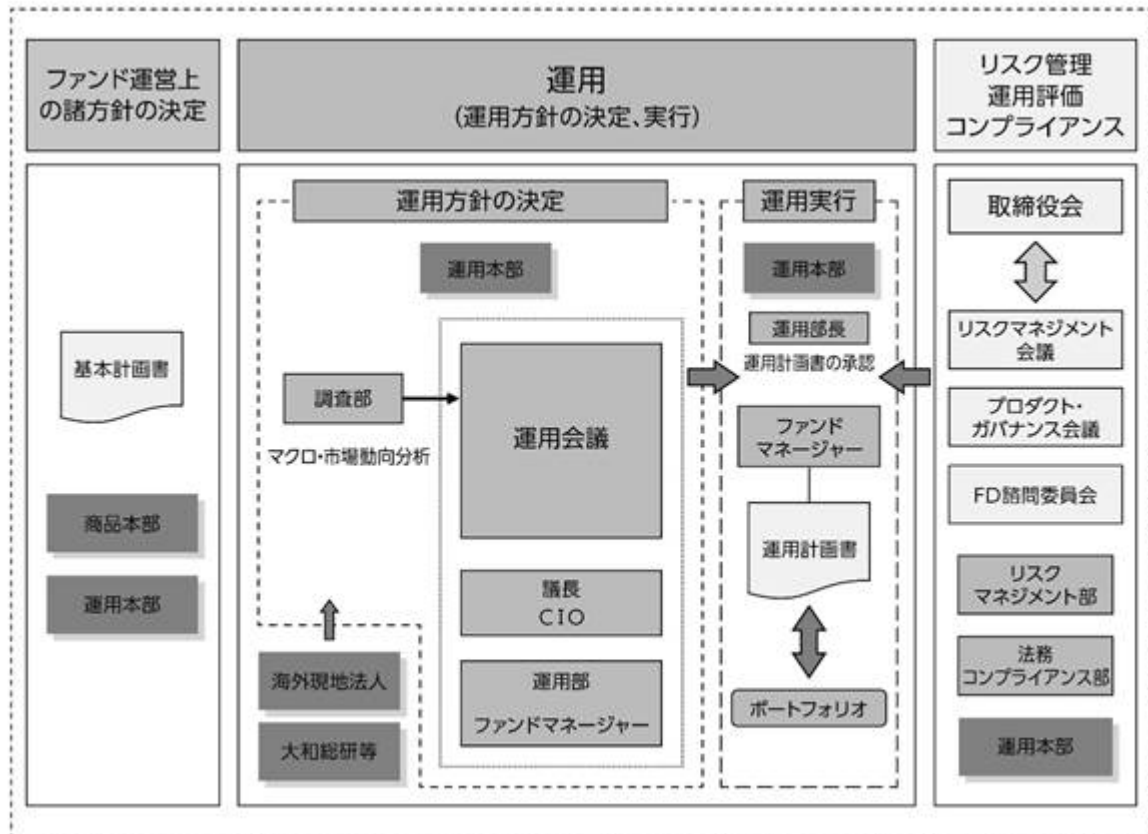 ファンド運営上
の諸方針の決定
運用
(運用方針の決定、実行)
リスク管理
運用評価
コンプライアンス
基本計画書
商品本部
運用本部
運用方針の決定
運用本部
調査部
マクロ・市場動向分析
運用会議
議長
CIO
運用部
ファンドマネージャー
海外現地法人
大和総研等
運用実行
運用本部
運用部長
運用計画書の承認
ファンド
マネージャー
運用計画書
ポートフォリオ
取締役会
リスクマネジメント
会議
プロダクト・
ガバナンス会議
FD諮問委員会
リスク
マネジメント部
法務
コンプライアンス部
運用本部